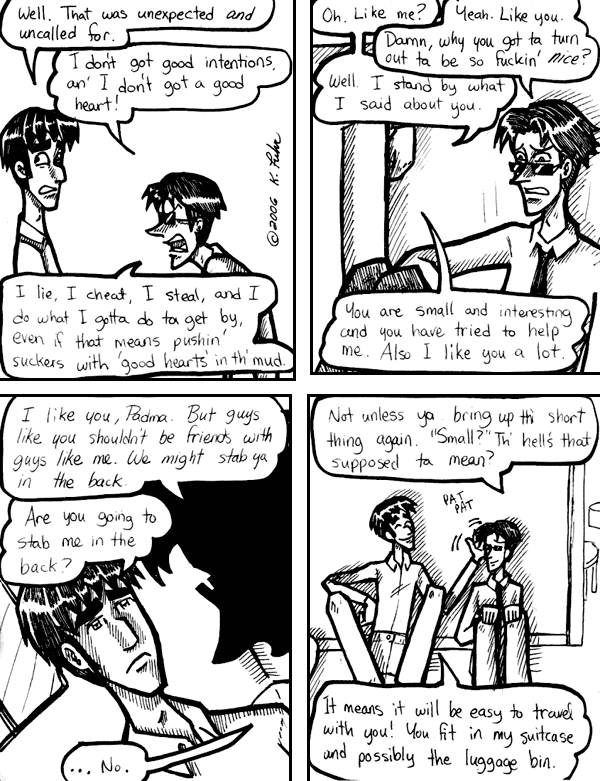 Well. That was unexpected and
uncalled for.
I don't got good intentions,
an' I don't got a good
heart!
© 2006 K.
I lie, I cheat, I steal, and I
do what I gotta do ta get by,
even if that means pushin'
suckers with 'good hearts' in th' mud.
Oh. Like me?
Yeah. Like you.
Damn, why you got ta turn
out ta be so fuckin' nice?
Well. I stand by what
I said about you.
You are small and interesting
and you have tried to help
me. Also I like you a lot.
I like you, Padma. But guys
like you shouldn't be friends with
guys like me. We might stab ya
in the back.
Are you going to
stab me in the
back?
... No.
Not unless ya bring up th' short
thing again. "Small?" Th' hell's that
supposed ta mean?
PAT
PAT
It means it will be easy to travel
with you! You fit in my suitcase
and possibly the luggage bin.